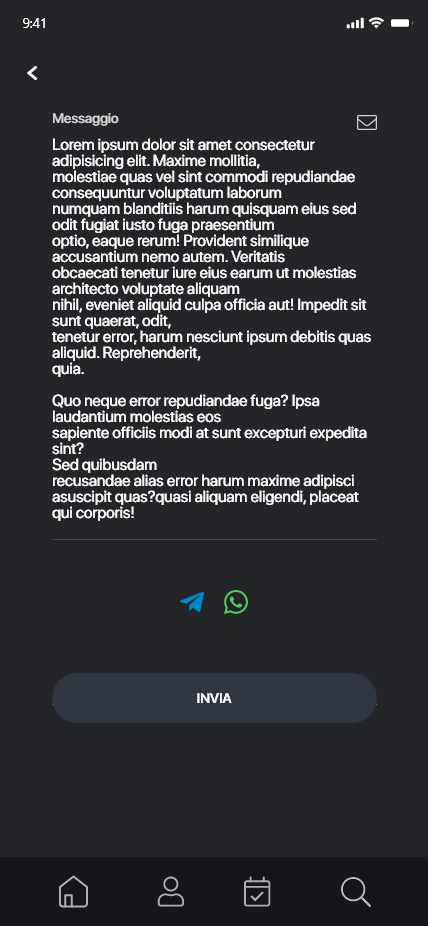 9:41
Messaggio
Lorem ipsum dolor sit amet consectetur
adipisicing elit. Maxime mollitia,
molestiae quas vel sint commodi repudiandae
consequuntur voluptatum laborum
numquam blanditiis harum quisquam eius sed
odit fugiat iusto fuga praesentium
optio, eaque rerum! Provident similique
accusantium nemo autem. Veritatis
obcaecati tenetur iure eius earum ut molestias
architecto voluptate aliquam
nihil, eveniet aliquid culpa officia aut! Impedit sit
sunt quaerat, odit,
tenetur error, harum nesciunt ipsum debitis quas
aliquid. Reprehenderit,
quia.
Quo neque error repudiandae fuga? Ipsa
laudantium molestias eos
sapiente officiis modi at sunt excepturi expedita
sint?
Sed quibusdam
recusandae alias error harum maxime adipisci
asuscipit quas?quasi aliquam eligendi, placeat
qui corporis!
INVIA